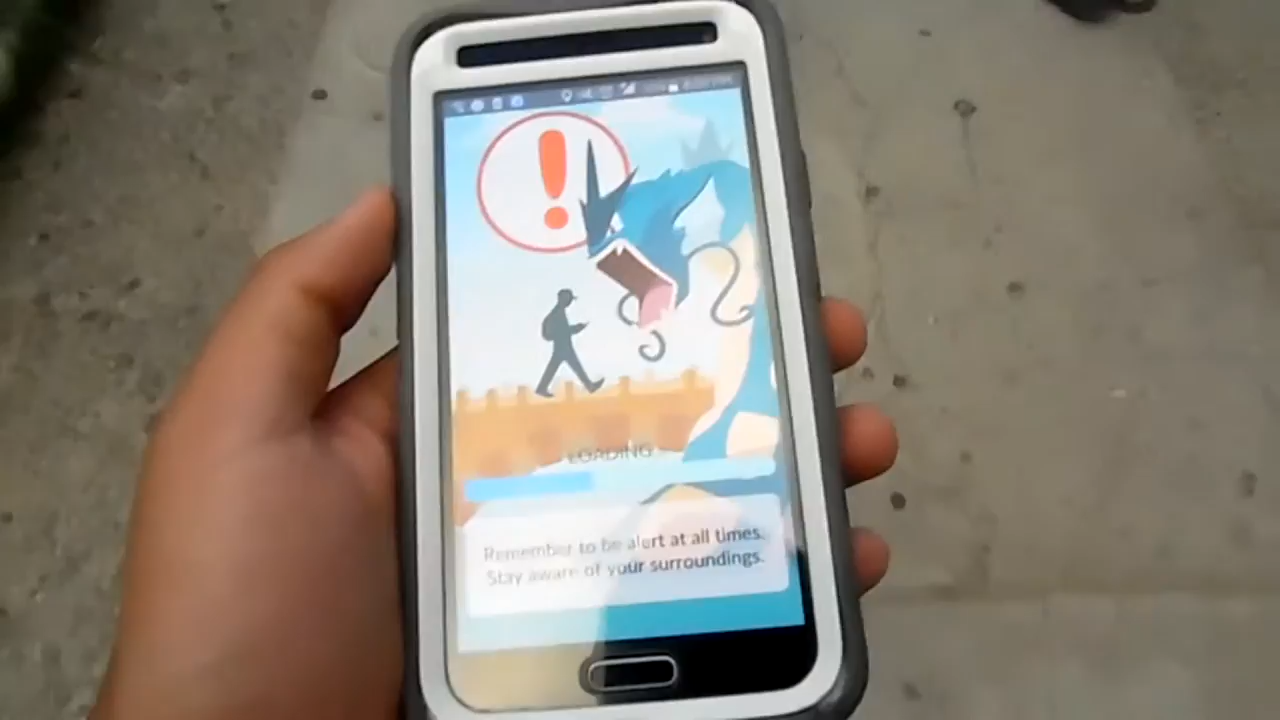 LOADING
Remember to be alert at all times.
Stay aware of your surroundings.